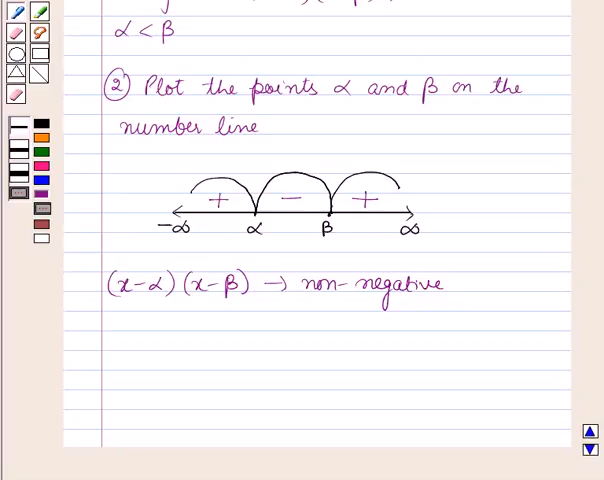 α < β
② Plot the points α and β on the
number line
+ − +
-∞ α β ∞
(x-α)(x-β) → non-negative